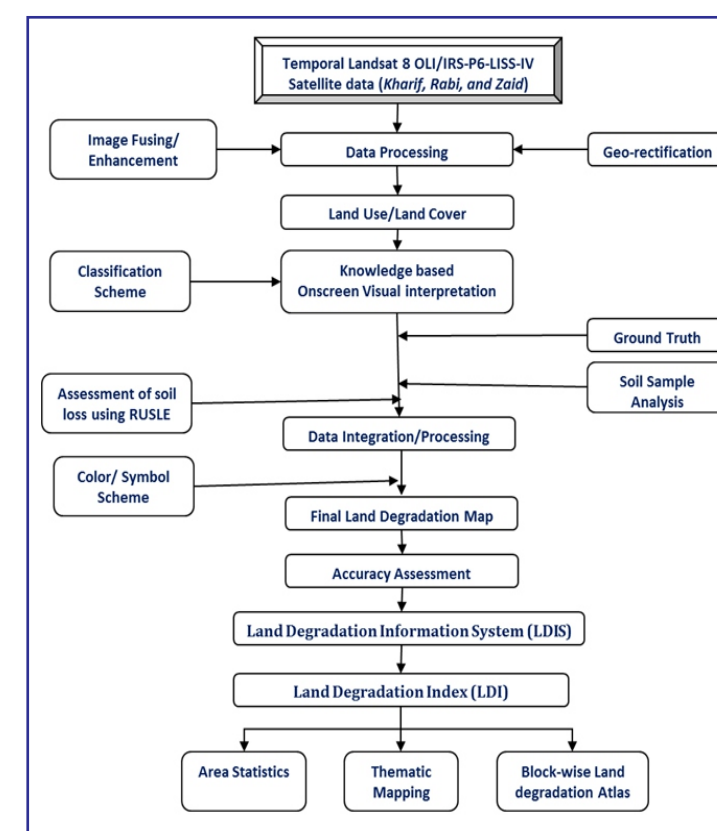 Temporal Landsat 8 OLI/IRS-P6-LISS-IV
Satellite data (Kharif, Rabi, and Zaid)
Image Fusing/
Enhancement
Data Processing
Geo-rectification
Land Use/Land Cover
Classification
Scheme
Knowledge based
Onscreen Visual interpretation
Ground Truth
Soil Sample
Analysis
Assessment of soil
loss using RUSLE
Data Integration/Processing
Color/ Symbol
Scheme
Final Land Degradation Map
Accuracy Assessment
Land Degradation Information System (LDIS)
Land Degradation Index (LDI)
Area Statistics
Thematic
Mapping
Block-wise Land
degradation Atlas